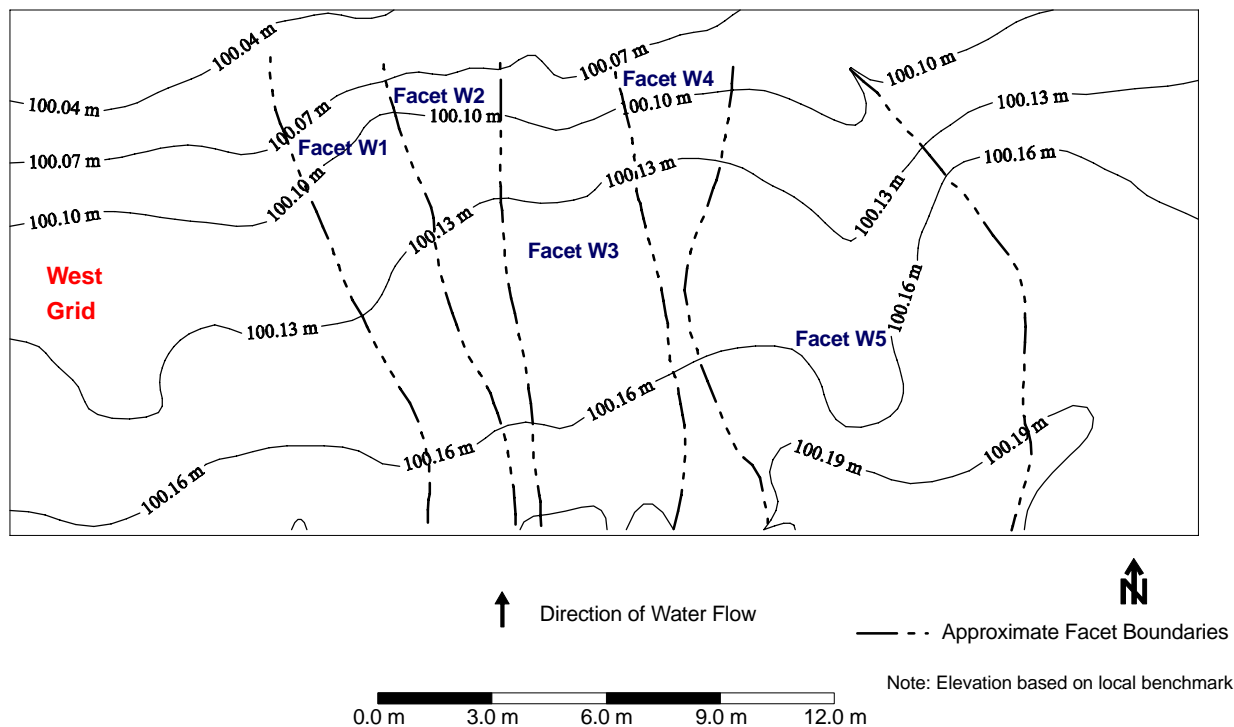 100.04 m
100.07 m
100.10 m
100.04 m
Facet W4
Facet W2
100.07 m
100.10 m
100.10 m
100.13 m
Facet W1
100.07 m
100.16 m
100.13 m
100.10 m
100.13 m
100.10 m
100.13 m
Facet W3
West
Grid
100.16 m
100.13 m
Facet W5
100.16 m
100.19 m
100.16 m
100.19 m
100.16 m
Direction of Water Flow
N
Approximate Facet Boundaries
Note: Elevation based on local benchmark
0.0 m 3.0 m 6.0 m 9.0 m 12.0 m